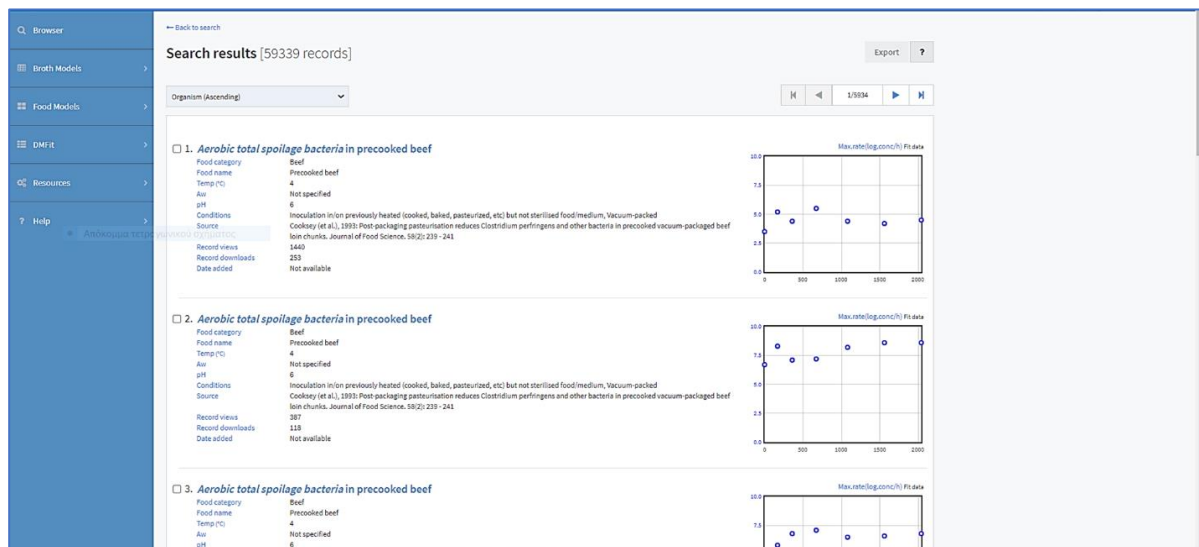 Browser
Broth Models
Food Models
DMFit
Resources
Help
Απόκομμα τετραγωνικού σχήματος
← Back to search
Search results [59339 records]
Export ?
Organism (Ascending)
1/5934
1. Aerobic total spoilage bacteria in precooked beef
Food category Beef
Food name Precooked beef
Temp (°C) 4
Aw Not specified
pH 6
Conditions Inoculation in/on previously heated (cooked, baked, pasteurized, etc) but not sterilised food/medium, Vacuum-packed
Source Cooksey (et al.), 1993: Post-packaging pasteurisation reduces Clostridium perfringens and other bacteria in precooked vacuum-packaged beef
loin chunks. Journal of Food Science. 58(2): 239 - 241
Record views 1440
Record downloads 253
Date added Not available
Max.rate(log.conc/h) Fit data
10.0
7.5
5.0
2.5
0.0
0 500 1000 1500 2000
2. Aerobic total spoilage bacteria in precooked beef
Food category Beef
Food name Precooked beef
Temp (°C) 4
Aw Not specified
pH 6
Conditions Inoculation in/on previously heated (cooked, baked, pasteurized, etc) but not sterilised food/medium, Vacuum-packed
Source Cooksey (et al.), 1993: Post-packaging pasteurisation reduces Clostridium perfringens and other bacteria in precooked vacuum-packaged beef
loin chunks. Journal of Food Science. 58(2): 239 - 241
Record views 387
Record downloads 118
Date added Not available
Max.rate(log.conc/h) Fit data
10.0
7.5
5.0
2.5
0.0
0 500 1000 1500 2000
3. Aerobic total spoilage bacteria in precooked beef
Food category Beef
Food name Precooked beef
Temp (°C) 4
Aw Not specified
pH 6
Max.rate(log.conc/h) Fit data
10.0
7.5